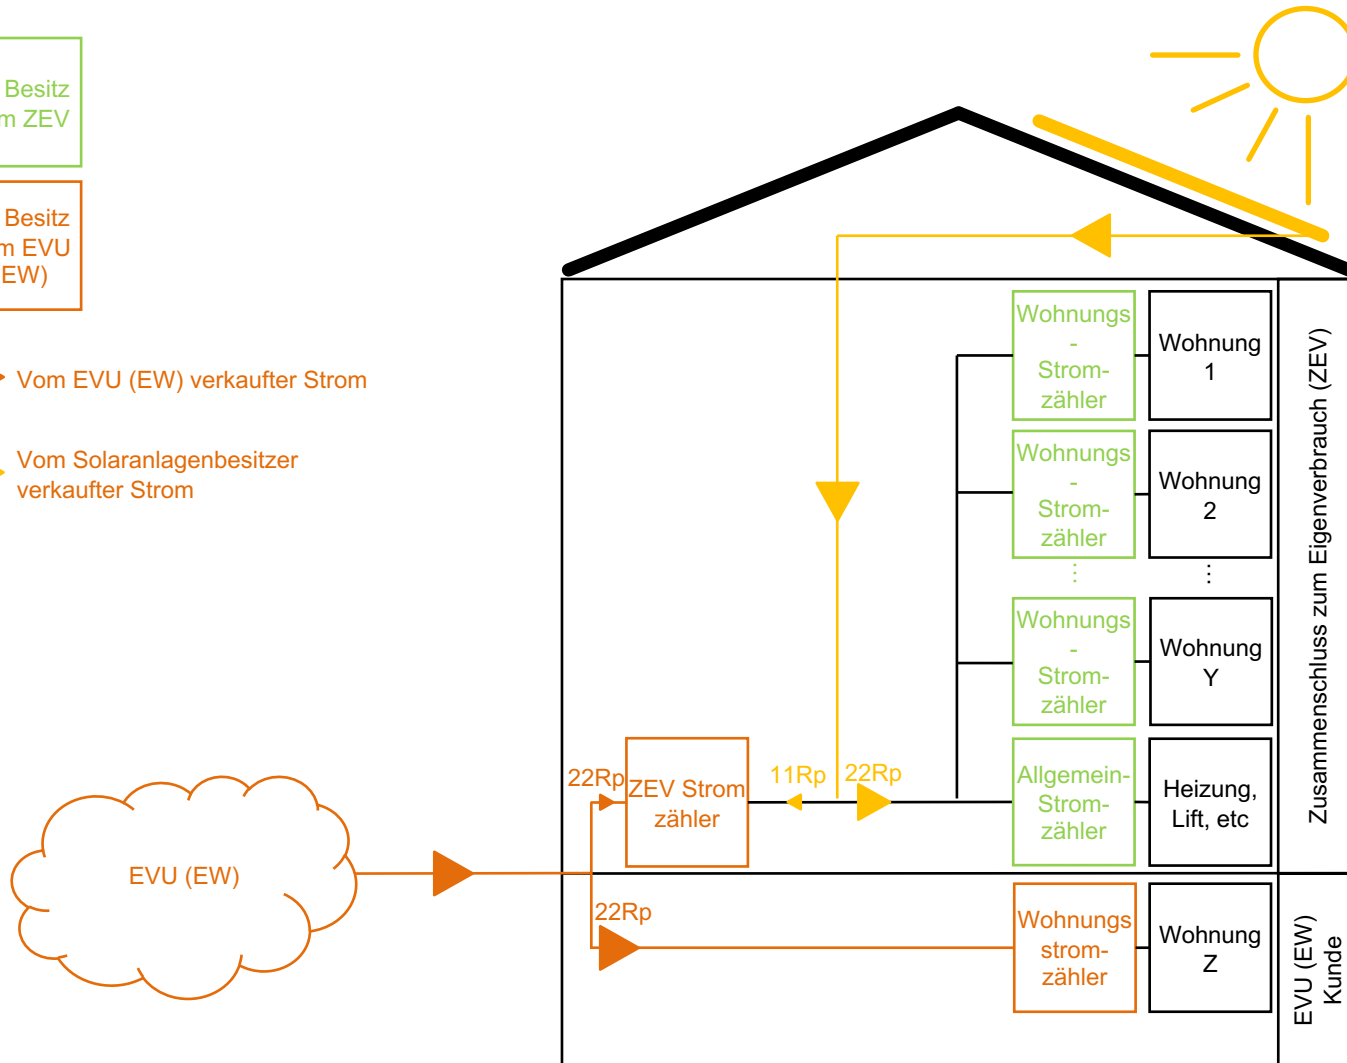 Besitz
m ZEV
Besitz
m EVU
EW)
Vom EVU (EW) verkaufter Strom
Vom Solaranlagenbesitzer
verkaufter Strom
Wohnungs
-
Strom-
zähler
Wohnung
1
Wohnungs
-
Strom-
zähler
Wohnung
2
...
...
Wohnungs
-
Strom-
zähler
Wohnung
Y
22Rp
ZEV Strom
zähler
11Rp
22Rp
Allgemein-
Strom-
zähler
Heizung,
Lift, etc
Zusammenschluss zum Eigenverbrauch (ZEV)
EVU (EW)
22Rp
Wohnungs
strom-
zähler
Wohnung
Z
EVU (EW)
Kunde